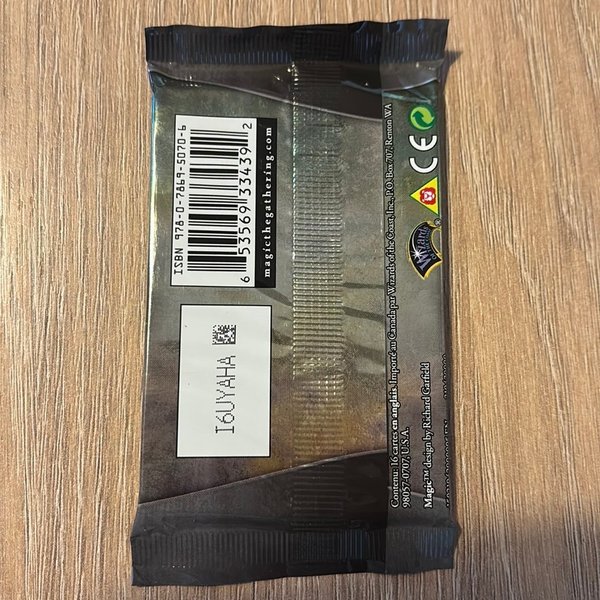 ISBN 978-0-7869-5070-6
6 53569 33439 2
magicthegathering.com
I6UYAHA
Wizards
CE
Contenu: 16 cartes en anglais. Importé au Canada par Wizards of the Coast, Inc., P.O. Box 707, Renton WA
98057-0707, U.S.A.
Magic™ design by Richard Garfield